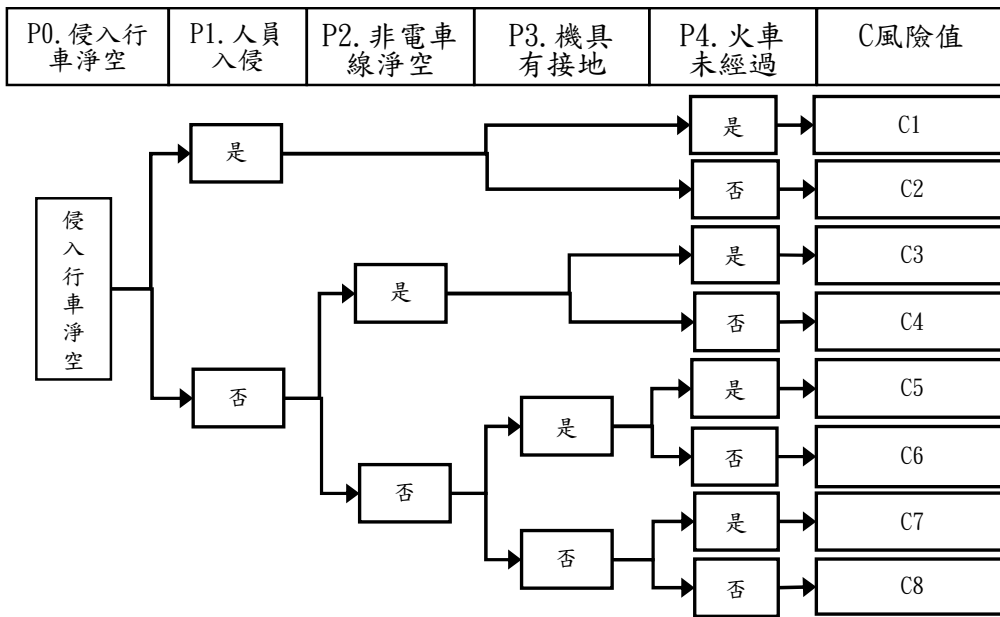 P0.侵入行
車淨空
P1.人員
入侵
P2.非電車
線淨空
P3.機具
有接地
P4.火車
未經過
C風險值
侵
入
行
車
淨
空
是
否
是
否
是
否
是
否
是
否
是
否
是
否
C1
C2
C3
C4
C5
C6
C7
C8